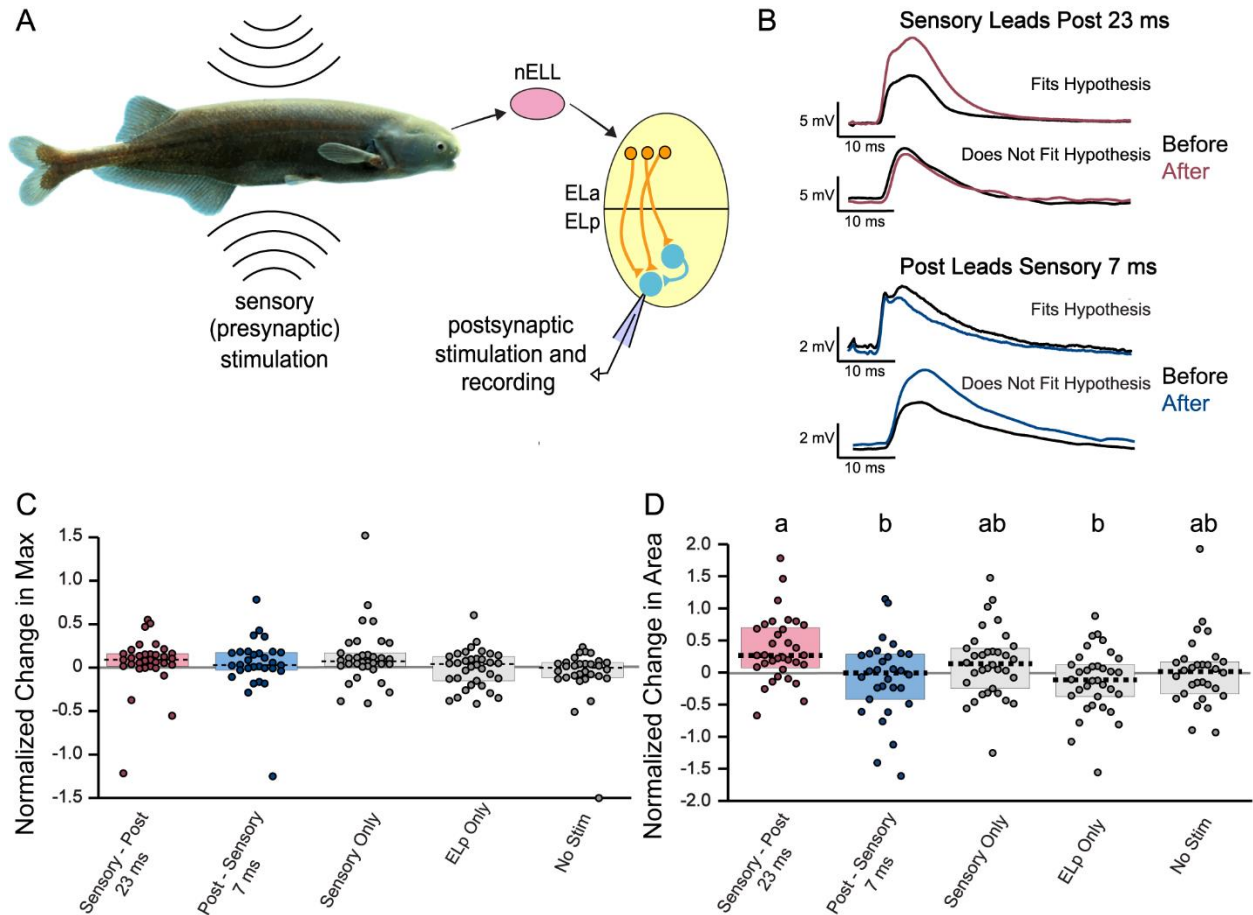 A
nELL
ELa
ELp
sensory
(presynaptic)
stimulation
postsynaptic
stimulation and
recording
B
Sensory Leads Post 23 ms
Fits Hypothesis
5 mV
10 ms
Does Not Fit Hypothesis
5 mV
10 ms
Before
After
Post Leads Sensory 7 ms
Fits Hypothesis
2 mV
10 ms
Does Not Fit Hypothesis
2 mV
10 ms
Before
After
C
Normalized Change in Max
1.5
1.0
0.5
0
-0.5
-1.0
-1.5
Sensory - Post
23 ms
Post - Sensory
7 ms
Sensory Only
ELp Only
No Stim
D
a b ab b ab
Normalized Change in Area
2.0
1.5
1.0
0.5
0
-0.5
-1.0
-1.5
-2.0
Sensory - Post
23 ms
Post - Sensory
7 ms
Sensory Only
ELp Only
No Stim